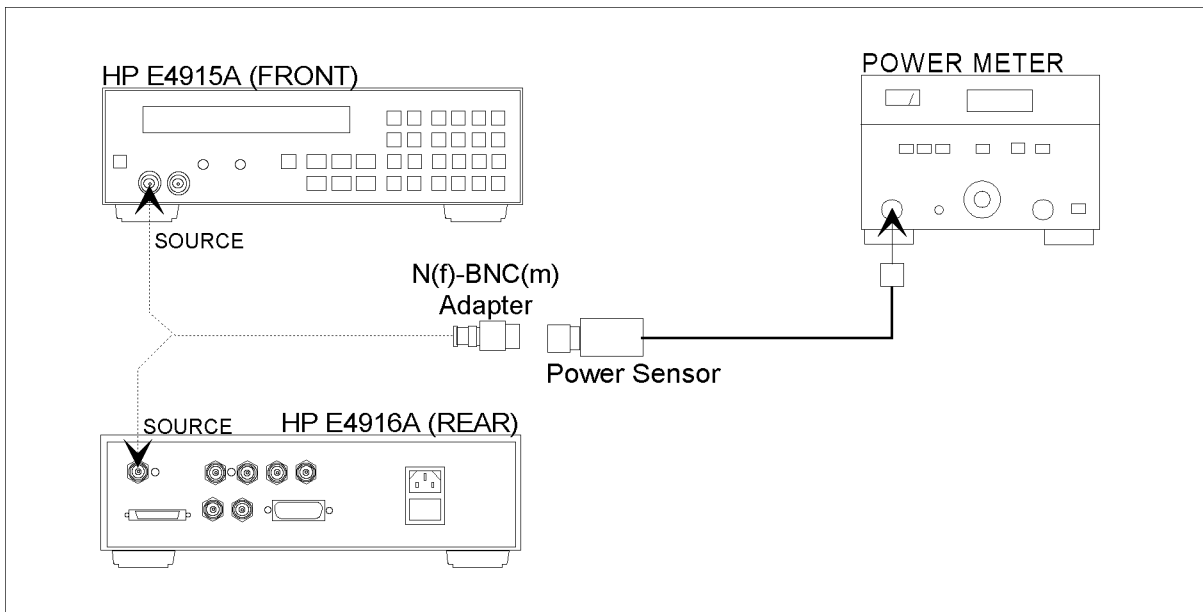 HP E4915A (FRONT)
POWER METER
SOURCE
N(f)-BNC(m)
Adapter
Power Sensor
SOURCE
HP E4916A (REAR)